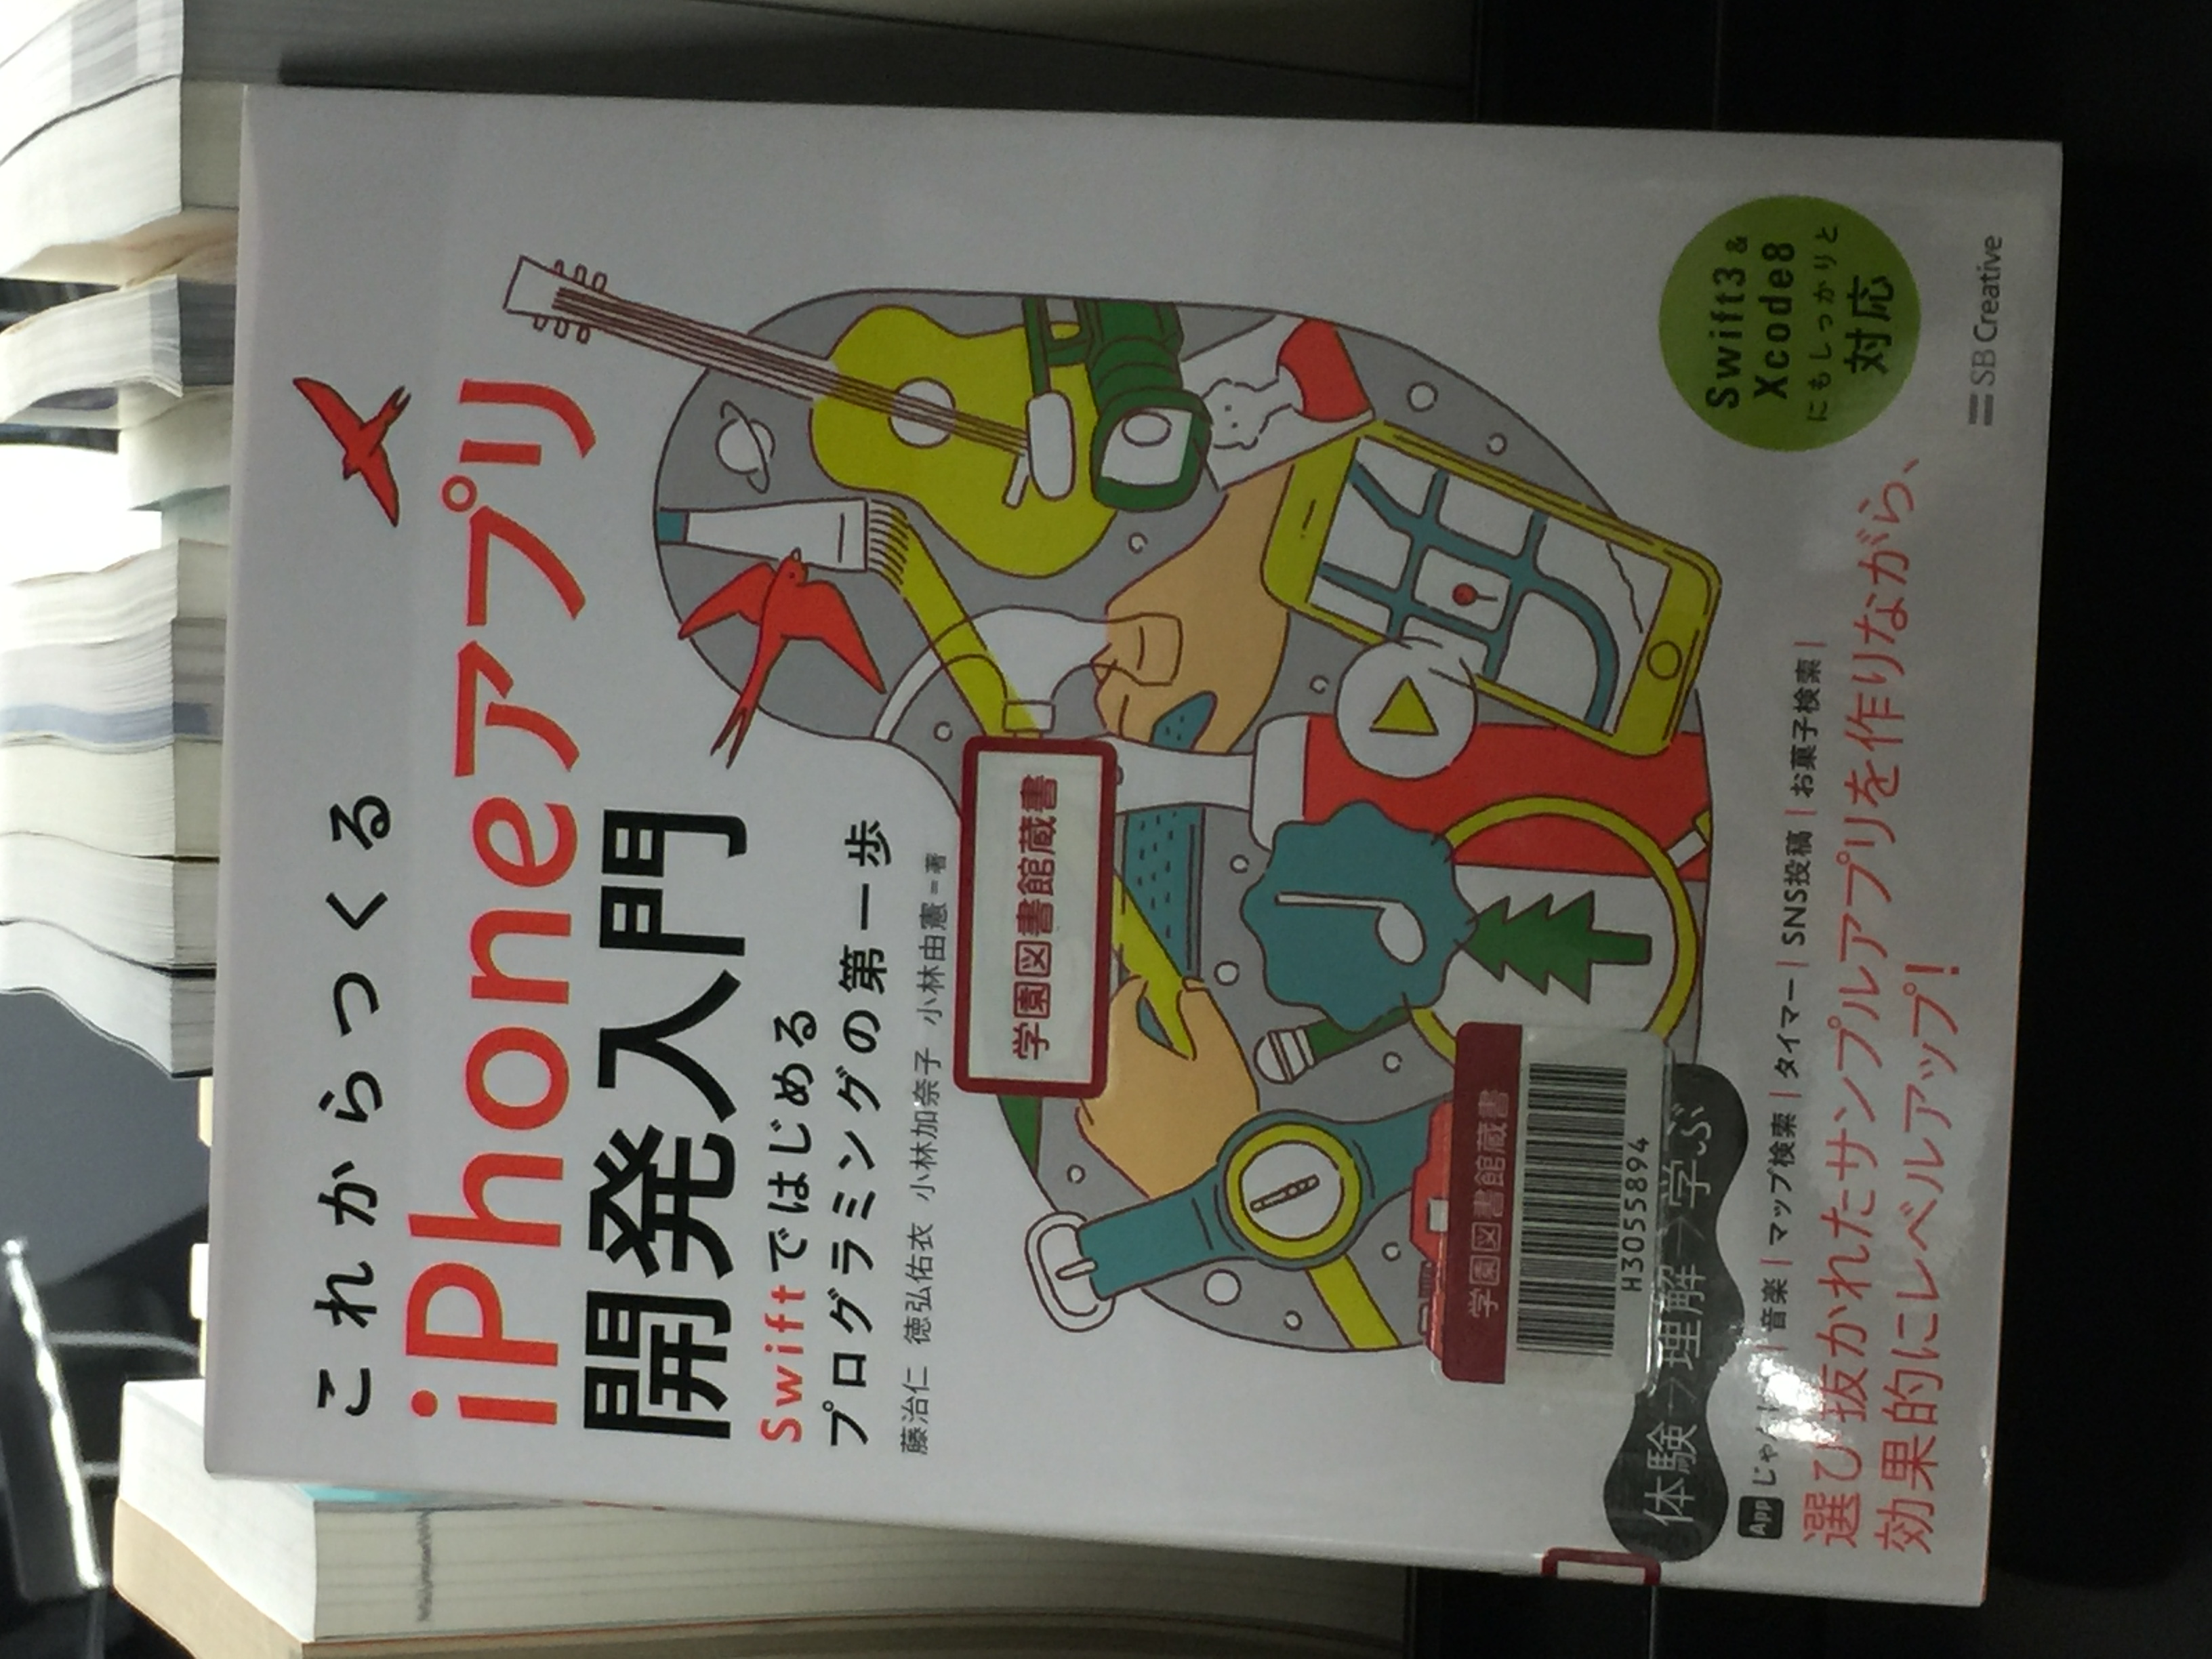 これからつくる
iPhoneアプリ
開発入門
Swiftではじめる
プログラミングの第一歩
藤治仁 徳弘佑衣 小林加奈子 小林由憲=著
学園図書館蔵書
学園図書館蔵書
H3055894
体験→理解→学ぶ
App じゃんけん|音楽|マップ検索|タイマー|SNS投稿|お菓子検索|
選び抜かれたサンプルアプリを作りながら、
効果的にレベルアップ!
Swift3 &
Xcode8
にもしっかりと
対応
SB Creative